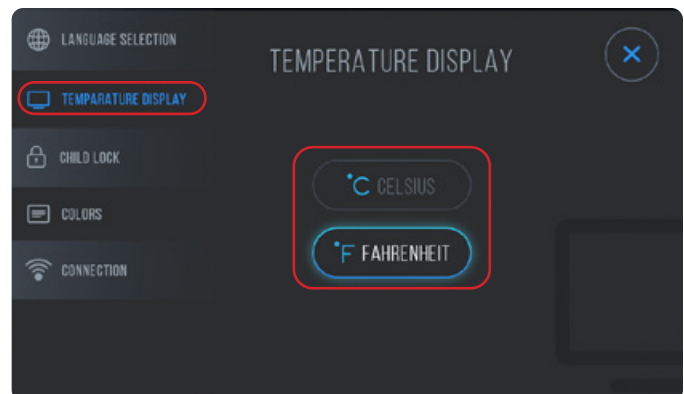 LANGUAGE SELECTION
TEMPARATURE DISPLAY
CHILD LOCK
COLORS
CONNECTION
TEMPERATURE DISPLAY
°C CELSIUS
°F FAHRENHEIT